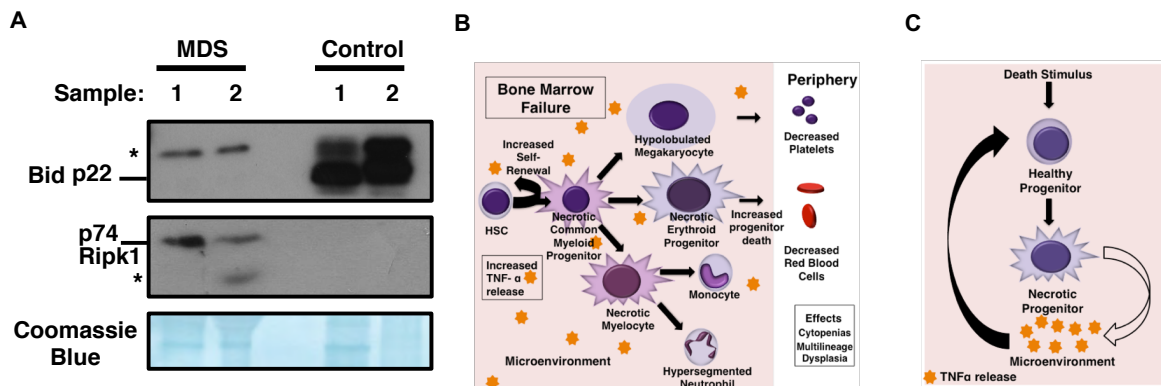 A
MDS Control
Sample: 1 2 1 2
*
Bid p22
p74
Ripk1
*
Coomassie
Blue
B
Bone Marrow
Failure
Periphery
Increased
Self-
Renewal
Hypolobulated
Megakaryocyte
Decreased
Platelets
HSC
Necrotic
Common
Myeloid
Progenitor
Necrotic
Erythroid
Progenitor
Increased
progenitor
death
Decreased
Red Blood
Cells
Increased
TNF- α
release
Necrotic
Myelocyte
Monocyte
Effects
Cytopenias
Multilineage
Dysplasia
Microenvironment
Hypersegmented
Neutrophil
C
Death Stimulus
Healthy
Progenitor
Necrotic
Progenitor
Microenvironment
TNFα release